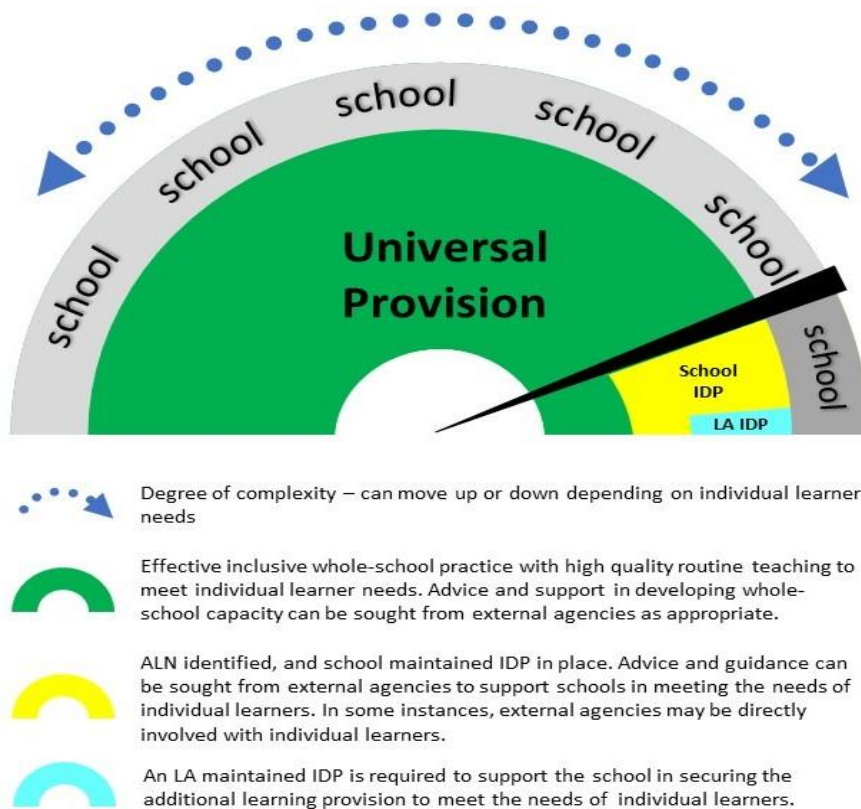 school
school
school
school
school
school
Universal
Provision
School
IDP
LA IDP
Degree of complexity – can move up or down depending on individual learner
needs
Effective inclusive whole-school practice with high quality routine teaching to
meet individual learner needs. Advice and support in developing whole-
school capacity can be sought from external agencies as appropriate.
ALN identified, and school maintained IDP in place. Advice and guidance can
be sought from external agencies to support schools in meeting the needs of
individual learners. In some instances, external agencies may be directly
involved with individual learners.
An LA maintained IDP is required to support the school in securing the
additional learning provision to meet the needs of individual learners.